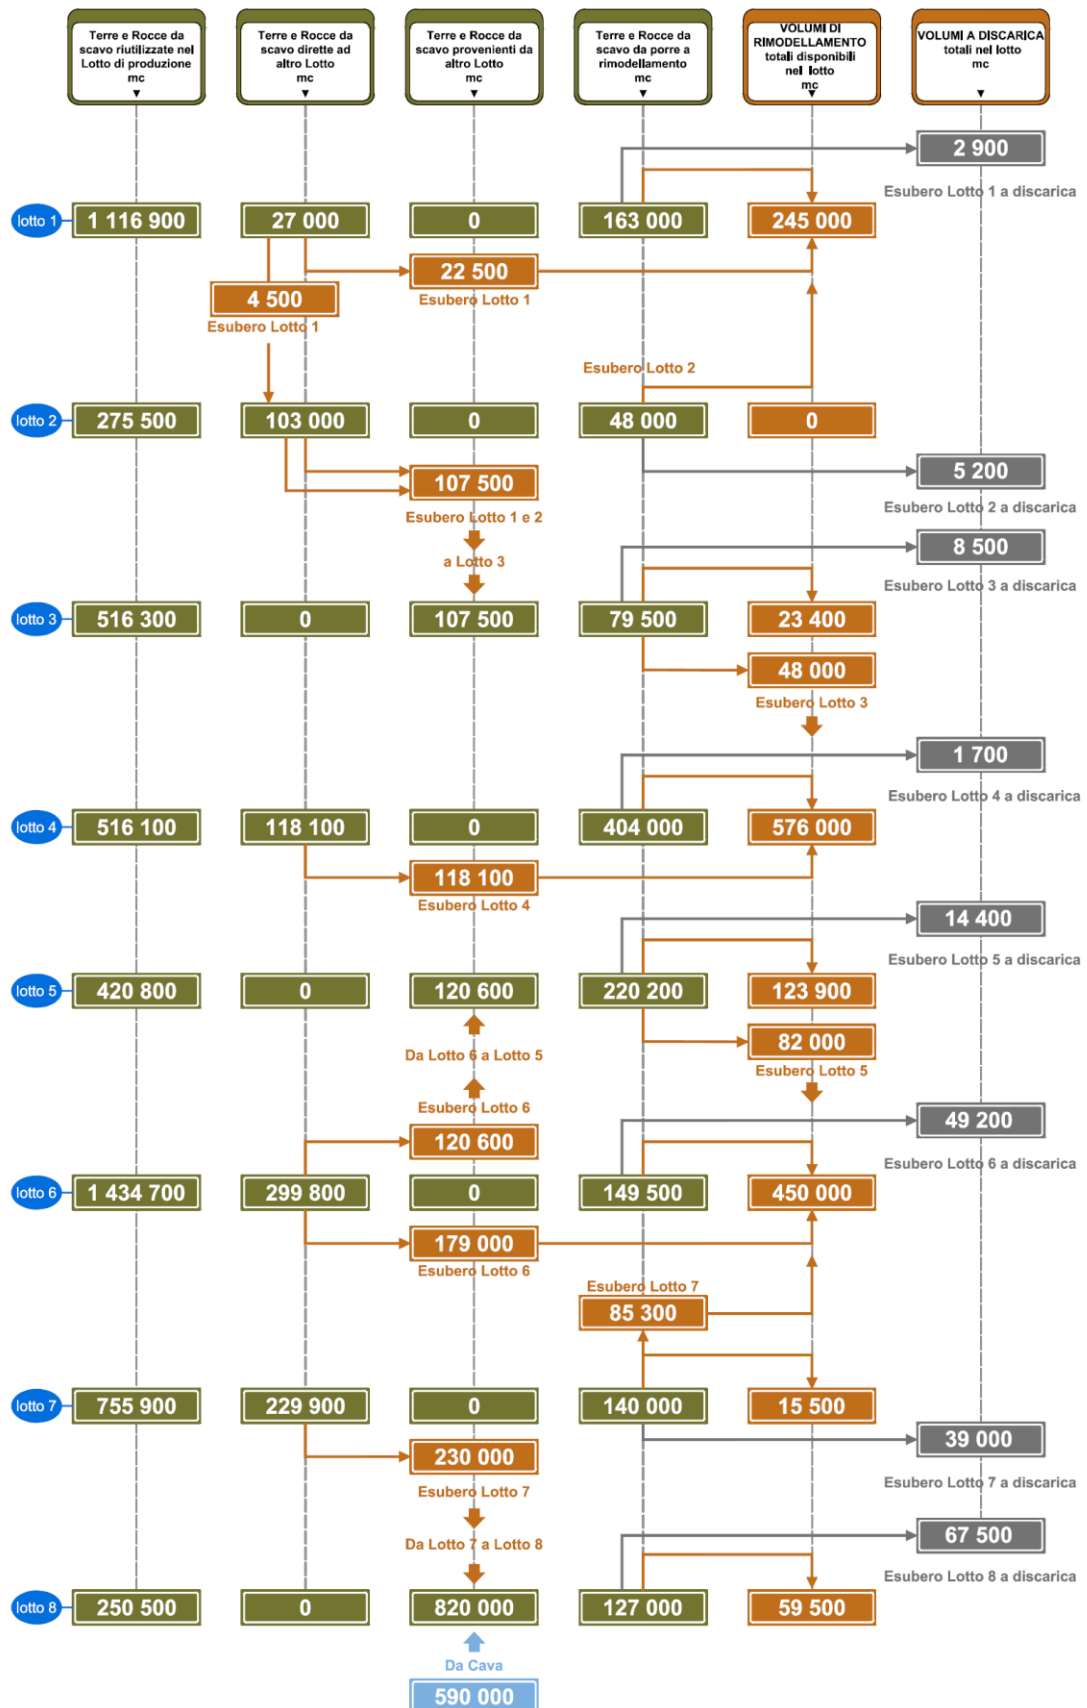 Terre e Rocce da
scavo riutilizzate nel
Lotto di produzione
mc
Terre e Rocce da
scavo dirette ad
altro Lotto
mc
Terre e Rocce da
scavo provenienti da
altro Lotto
mc
Terre e Rocce da
scavo da porre a
rimodellamento
mc
VOLUMI DI
RIMODELLAMENTO
totali disponibili
nel lotto
mc
VOLUMI A DISCARICA
totali nel lotto
mc
2 900
Esubero Lotto 1 a discarica
lotto 1
1 116 900
27 000
0
163 000
245 000
22 500
Esubero Lotto 1
4 500
Esubero Lotto 1
Esubero Lotto 2
lotto 2
275 500
103 000
0
48 000
0
5 200
Esubero Lotto 2 a discarica
107 500
Esubero Lotto 1 e 2
a Lotto 3
8 500
Esubero Lotto 3 a discarica
lotto 3
516 300
0
107 500
79 500
23 400
48 000
Esubero Lotto 3
1 700
Esubero Lotto 4 a discarica
lotto 4
516 100
118 100
0
404 000
576 000
118 100
Esubero Lotto 4
14 400
Esubero Lotto 5 a discarica
lotto 5
420 800
0
120 600
220 200
123 900
82 000
Esubero Lotto 5
Da Lotto 6 a Lotto 5
Esubero Lotto 6
120 600
49 200
Esubero Lotto 6 a discarica
lotto 6
1 434 700
299 800
0
149 500
450 000
179 000
Esubero Lotto 6
Esubero Lotto 7
85 300
lotto 7
755 900
229 900
0
140 000
15 500
39 000
Esubero Lotto 7 a discarica
230 000
Esubero Lotto 7
Da Lotto 7 a Lotto 8
67 500
Esubero Lotto 8 a discarica
lotto 8
250 500
0
820 000
127 000
59 500
Da Cava
590 000